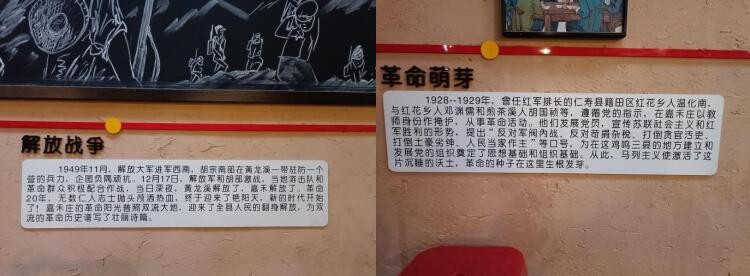 解放战争
1949年11月，解放大军进军西南，胡宗南部在黄龙溪一带驻防一个
营的兵力，企图负隅顽抗。12月17日，解放军和胡部激战，当地游击队和
革命群众积极配合作战，当日深夜，黄龙溪解放了，嘉禾解放了。革命
20年，无数仁人志士抛头颅洒热血，终于迎来了艳阳天，新的时代开始
了！嘉禾庄的革命阳光普照双流大地，迎来了全县人民的翻身解放，为双
流的革命历史谱写了壮丽诗篇。
革命萌芽
1928--1929年，曾任红军排长的仁寿县籍田区红花乡人温化南，
与红花乡人邓渊儒和煎茶溪人胡国祯等，遵循党的指示，在嘉禾庄以教
师身份作掩护，从事革命活动。他们发展党员，宣传苏联社会主义和红
军胜利的形势，提出"反对军阀内战，反对苛捐杂税、打倒贪官污吏、
打倒土豪劣绅、人民当家作主"等口号，为在这鸡鸣三县的地方建立和
发展党的组织奠定了思想基础和组织基础。从此，马列主义使激活了这
片沉睡的沃土，革命的种子在这里生根发芽。